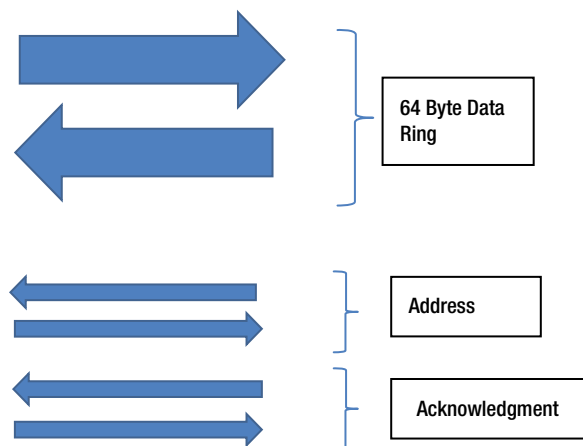 64 Byte Data
Ring
Address
Acknowledgment